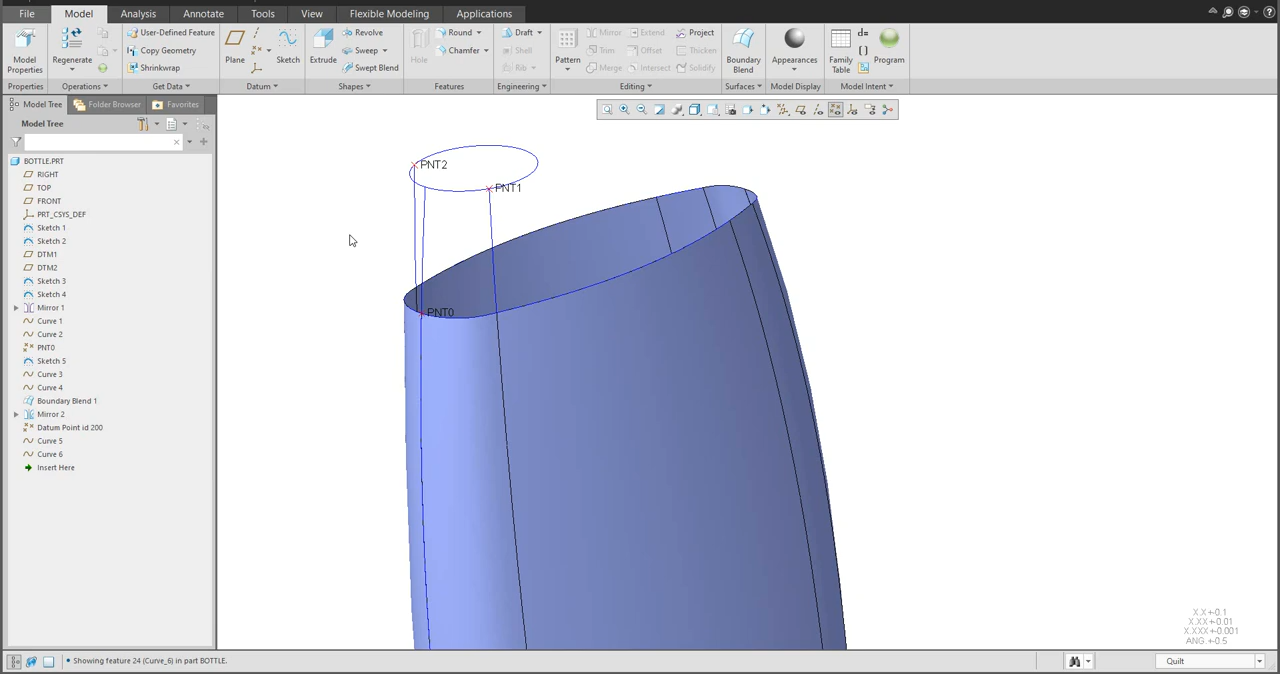 File Model Analysis Annotate Tools View Flexible Modeling Applications
Model Properties
Regenerate
User-Defined Feature
Copy Geometry
Shrinkwrap
Plane
Sketch
Extrude
Revolve
Sweep
Swept Blend
Hole
Round
Chamfer
Draft
Shell
Rib
Pattern
Mirror Extend Project
Trim Offset Thicken
Merge Intersect Solidify
Boundary Blend
Appearances
Family Table
d=
Program
Properties Operations Get Data Datum Shapes Features Engineering Editing Surfaces Model Display Model Intent
Model Tree Folder Browser Favorites
Model Tree
BOTTLE.PRT
RIGHT
TOP
FRONT
PRT_CSYS_DEF
Sketch 1
Sketch 2
DTM1
DTM2
Sketch 3
Sketch 4
Mirror 1
Curve 1
Curve 2
PNT0
Sketch 5
Curve 3
Curve 4
Boundary Blend 1
Mirror 2
Datum Point id 200
Curve 5
Curve 6
Insert Here
PNT2
PNT1
PNT0
X.X+-0.1
X.XX+-0.01
X.XXX+-0.001
ANG.+-0.5
• Showing feature 24 (Curve_6) in part BOTTLE.
Quilt